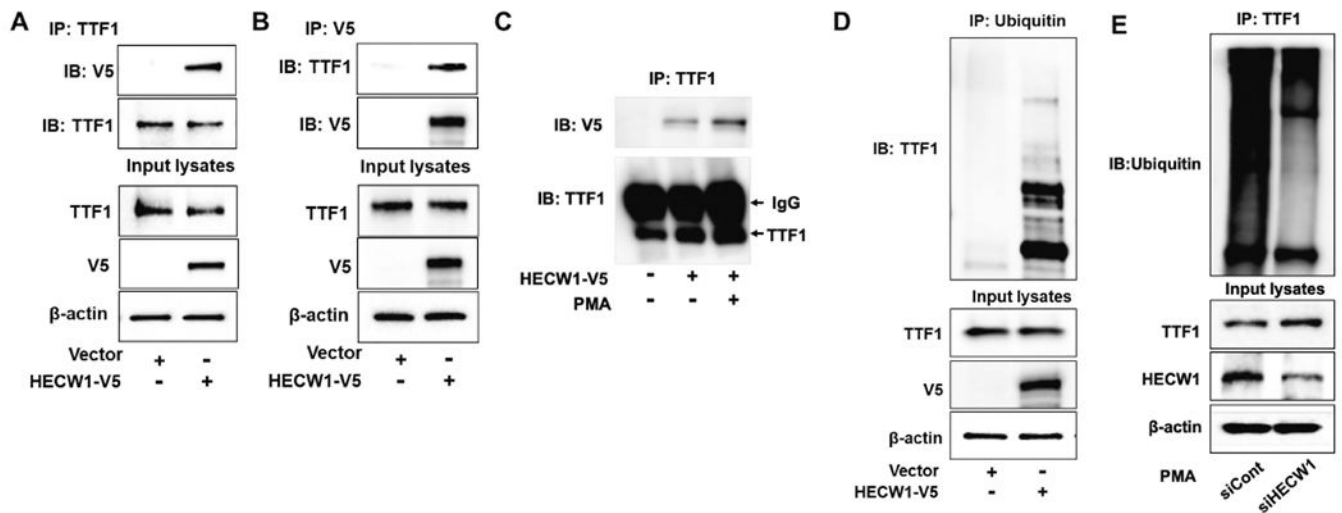 A
IP: TTF1
IB: V5
IB: TTF1
Input lysates
TTF1
V5
β-actin
Vector + -
HECW1-V5 - +
B
IP: V5
IB: TTF1
IB: V5
Input lysates
TTF1
V5
β-actin
Vector + -
HECW1-V5 - +
C
IP: TTF1
IB: V5
IB: TTF1
IgG
TTF1
HECW1-V5 - + +
PMA - - +
D
IP: Ubiquitin
IB: TTF1
Input lysates
TTF1
V5
β-actin
Vector + -
HECW1-V5 - +
E
IP: TTF1
IB:Ubiquitin
Input lysates
TTF1
HECW1
β-actin
PMA siCont siHECW1